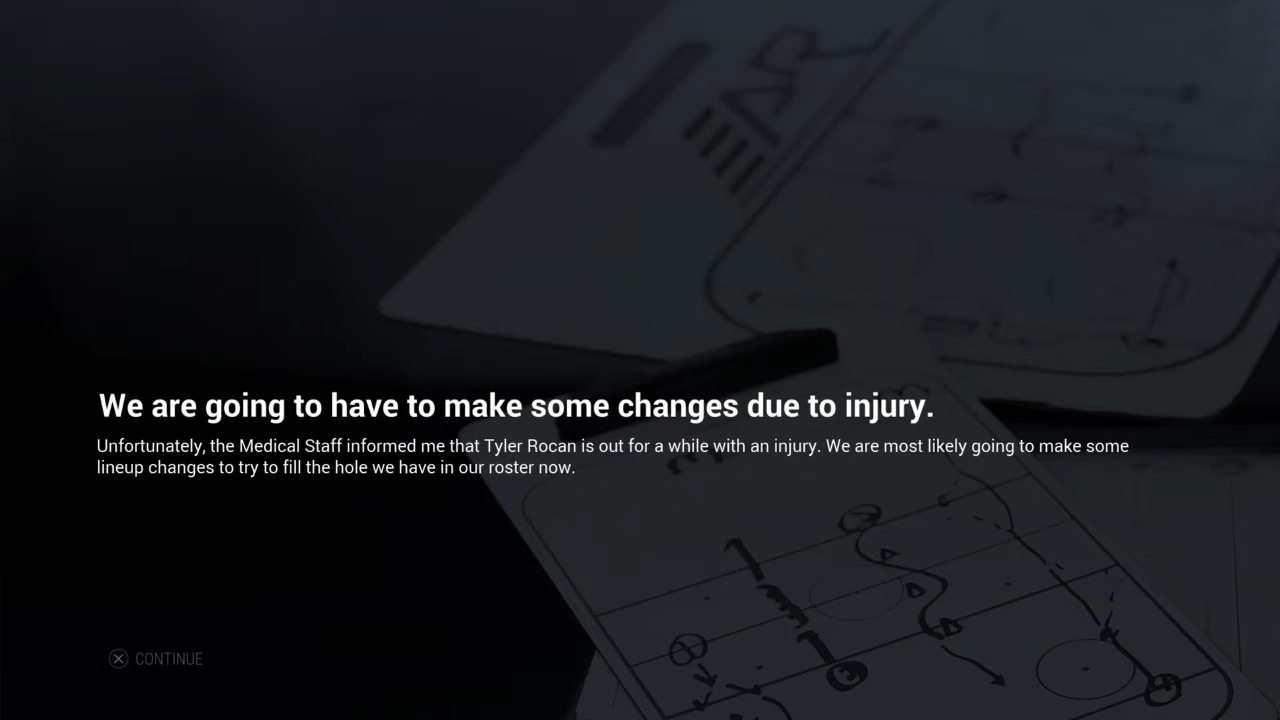 We are going to have to make some changes due to injury.
Unfortunately, the Medical Staff informed me that Tyler Rocan is out for a while with an injury. We are most likely going to make some
lineup changes to try to fill the hole we have in our roster now.
CONTINUE